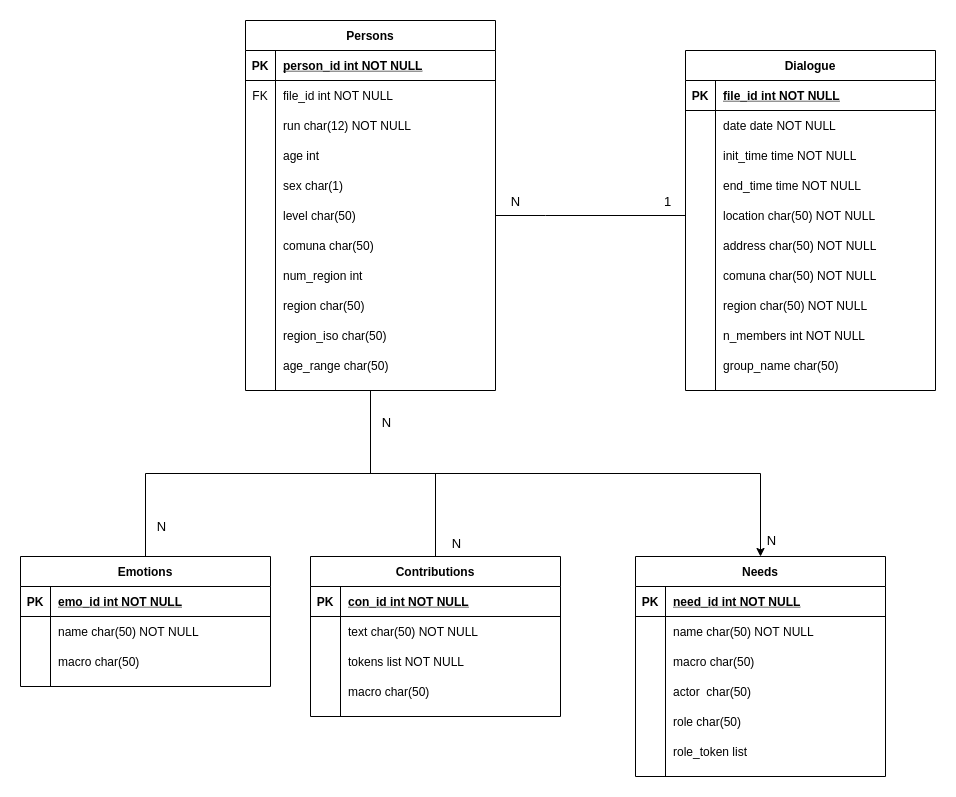 Persons
PK person_id int NOT NULL
FK file_id int NOT NULL
run char(12) NOT NULL
age int
sex char(1)
level char(50)
comuna char(50)
num_region int
region char(50)
region_iso char(50)
age_range char(50)
N 1
Dialogue
PK file_id int NOT NULL
date date NOT NULL
init_time time NOT NULL
end_time time NOT NULL
location char(50) NOT NULL
address char(50) NOT NULL
comuna char(50) NOT NULL
region char(50) NOT NULL
n_members int NOT NULL
group_name char(50)
N
N
N
N
Emotions
PK emo_id int NOT NULL
name char(50) NOT NULL
macro char(50)
Contributions
PK con_id int NOT NULL
text char(50) NOT NULL
tokens list NOT NULL
macro char(50)
Needs
PK need_id int NOT NULL
name char(50) NOT NULL
macro char(50)
actor  char(50)
role char(50)
role_token list